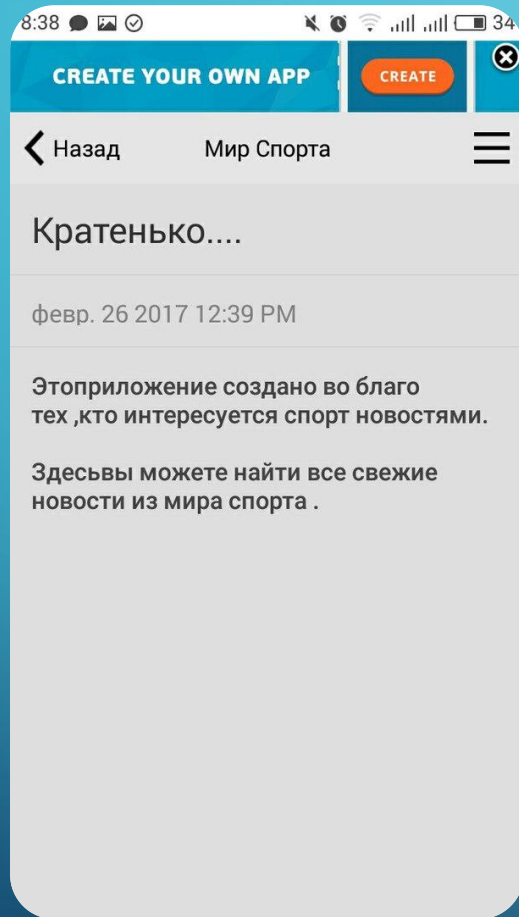 8:38
34
CREATE YOUR OWN APP
CREATE
Назад
Мир Спорта
Кратенько....
февр. 26 2017 12:39 PM
Этоприложение создано во благо
тех ,кто интересуется спорт новостями.
Здесьвы можете найти все свежие
новости из мира спорта .